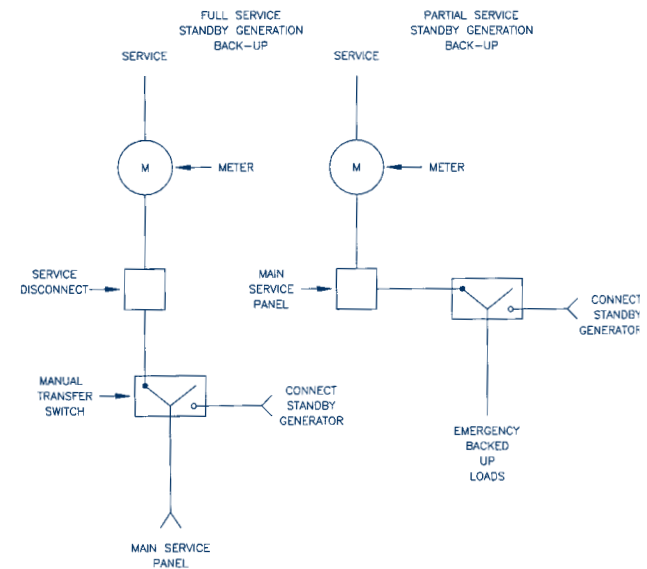 FULL SERVICE
STANDBY GENERATION
BACK-UP
SERVICE
M
METER
SERVICE
DISCONNECT
MANUAL
TRANSFER
SWITCH
CONNECT
STANDBY
GENERATOR
MAIN SERVICE
PANEL
PARTIAL SERVICE
STANDBY GENERATION
BACK-UP
SERVICE
M
METER
MAIN
SERVICE
PANEL
CONNECT
STANDBY
GENERATOR
EMERGENCY
BACKED
UP
LOADS